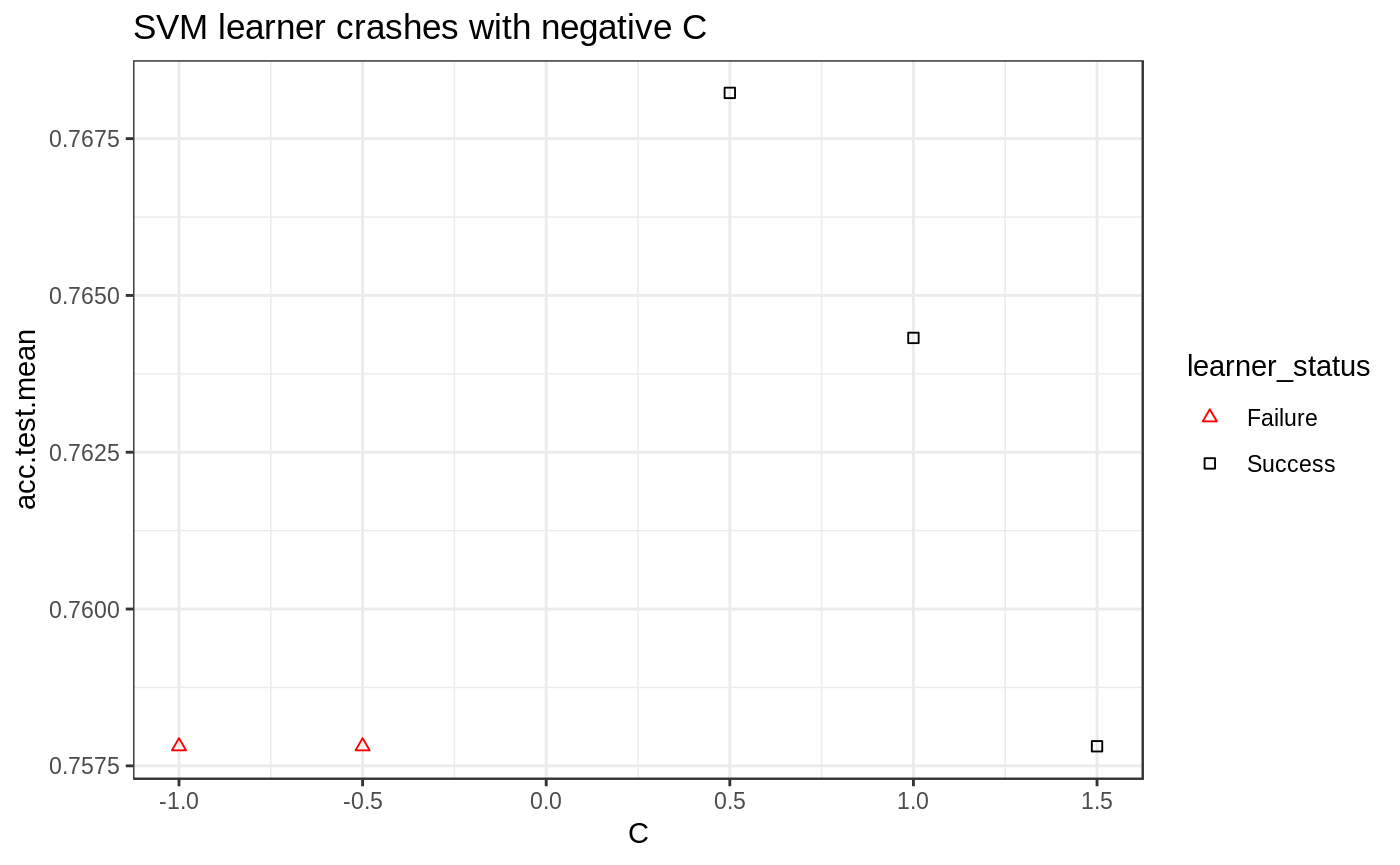 SVM learner crashes with negative C
0.7675
0.7650
0.7625
0.7600
0.7575
acc.test.mean
-1.0 -0.5 0.0 0.5 1.0 1.5
C
learner_status
Failure
Success